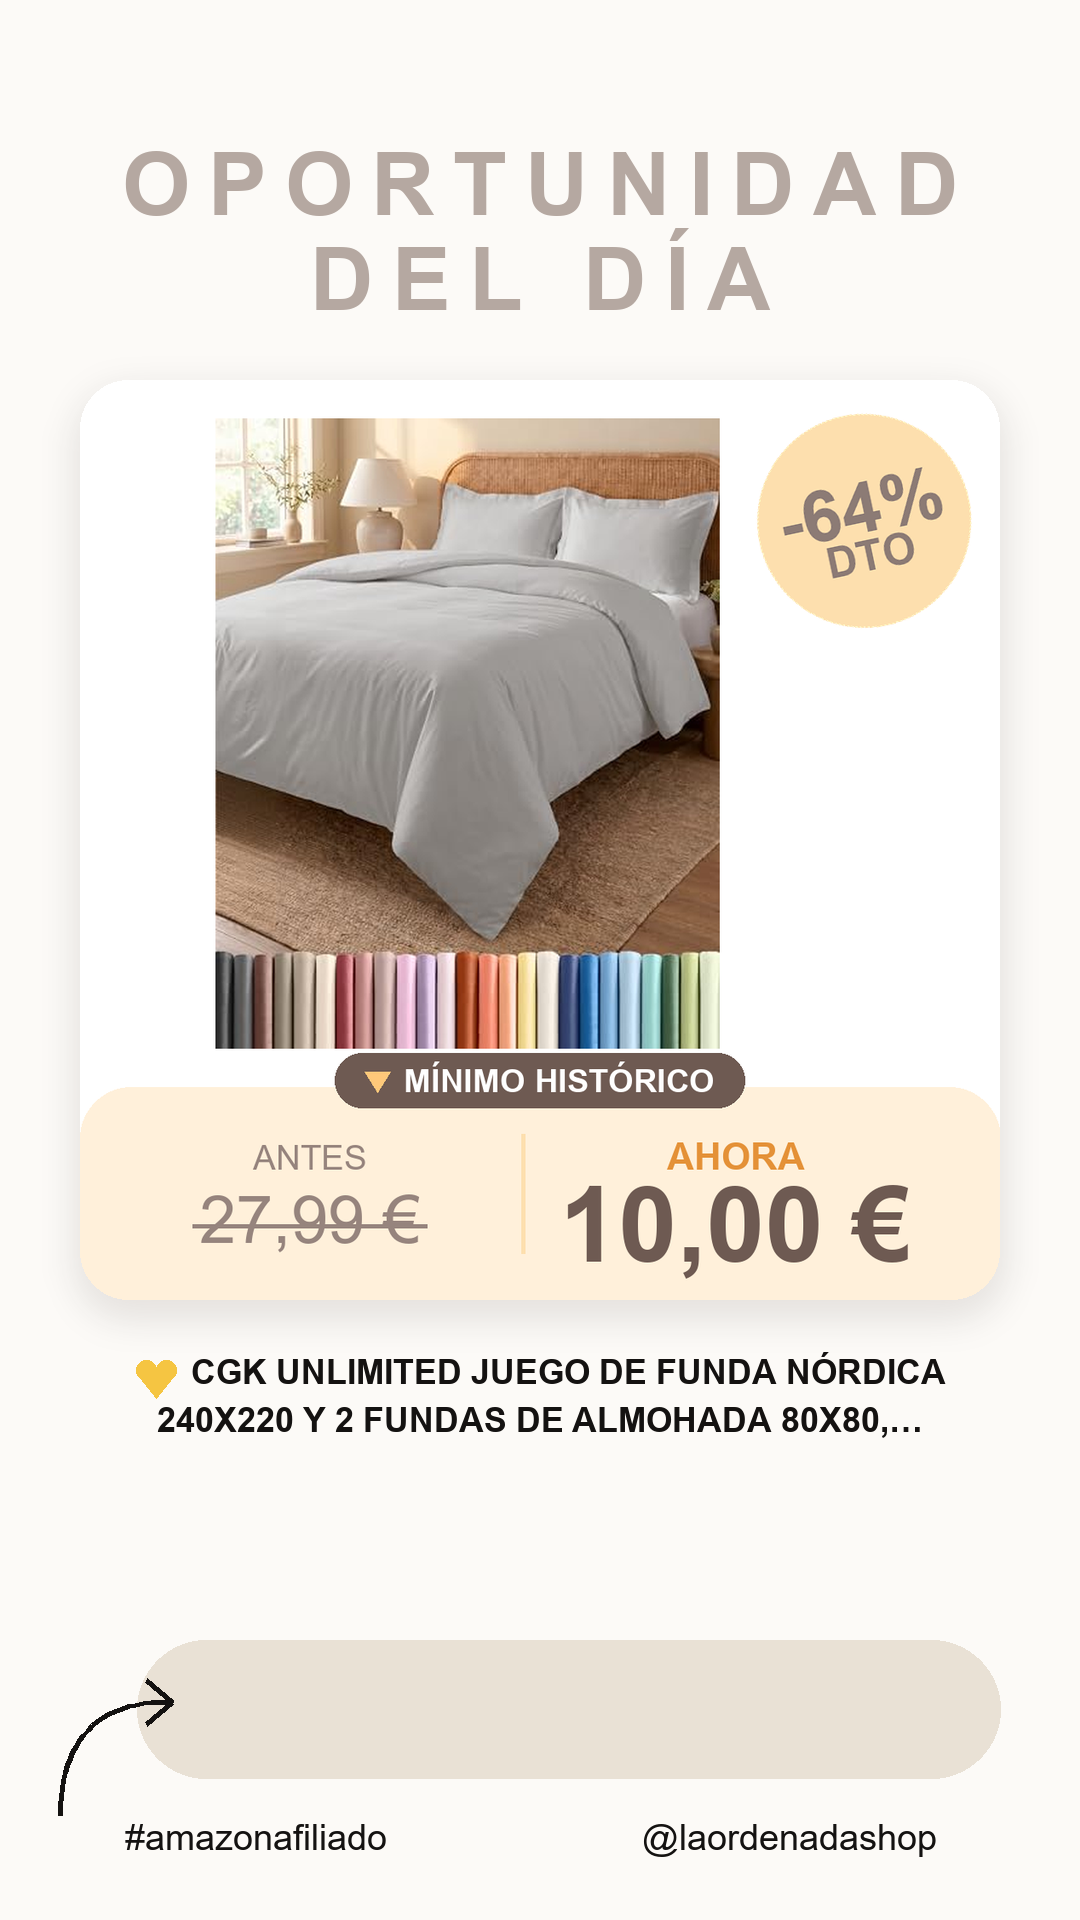 OPORTUNIDAD
DEL DÍA
-64%
DTO
MÍNIMO HISTÓRICO
ANTES
27,99 €
AHORA
10,00 €
CGK UNLIMITED JUEGO DE FUNDA NÓRDICA
240X220 Y 2 FUNDAS DE ALMOHADA 80X80,...
#amazonafiliado
@laordenadashop